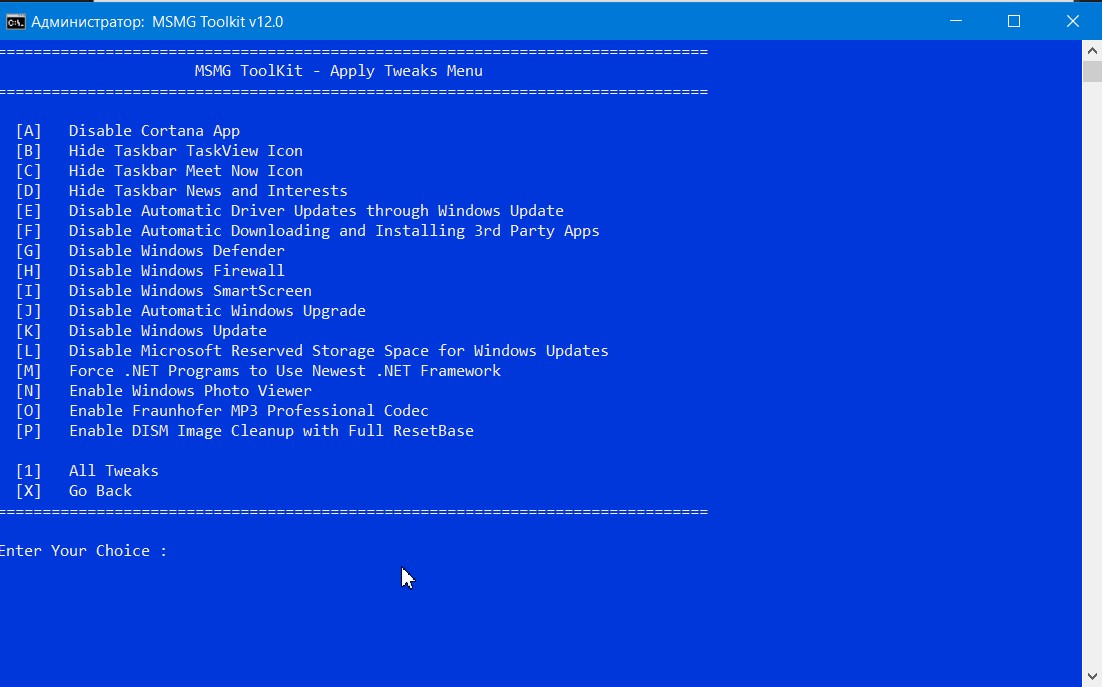 Администратор:  MSMG Toolkit v12.0
===============================================================================
MSMG ToolKit - Apply Tweaks Menu
===============================================================================
[A]   Disable Cortana App
[B]   Hide Taskbar TaskView Icon
[C]   Hide Taskbar Meet Now Icon
[D]   Hide Taskbar News and Interests
[E]   Disable Automatic Driver Updates through Windows Update
[F]   Disable Automatic Downloading and Installing 3rd Party Apps
[G]   Disable Windows Defender
[H]   Disable Windows Firewall
[I]   Disable Windows SmartScreen
[J]   Disable Automatic Windows Upgrade
[K]   Disable Windows Update
[L]   Disable Microsoft Reserved Storage Space for Windows Updates
[M]   Force .NET Programs to Use Newest .NET Framework
[N]   Enable Windows Photo Viewer
[O]   Enable Fraunhofer MP3 Professional Codec
[P]   Enable DISM Image Cleanup with Full ResetBase
[1]   All Tweaks
[X]   Go Back
===============================================================================
Enter Your Choice :